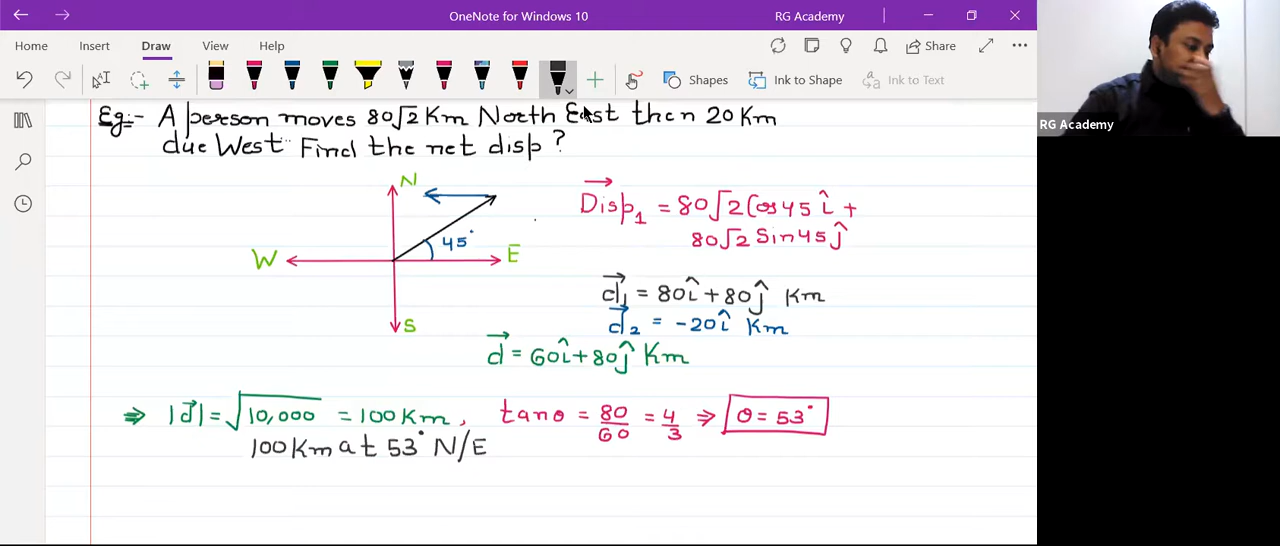 OneNote for Windows 10
RG Academy
Home Insert Draw View Help
Share
Shapes
Ink to Shape
Ink to Text
RG Academy
Eg:- A person moves 80√2 Km North East then 20 Km
due West. Find the net disp?
N
45°
W
E
S
Disp₁ = 80√2 Cos45 î +
80√2 Sin45 ĵ
d⃗₁ = 80î + 80ĵ Km
d⃗₂ = -20î Km
d⃗ = 60î + 80ĵ Km
⇒ |d⃗| = √10,000 = 100 Km, tanθ = 80/60 = 4/3 ⇒ θ = 53°
100 Km at 53° N/E